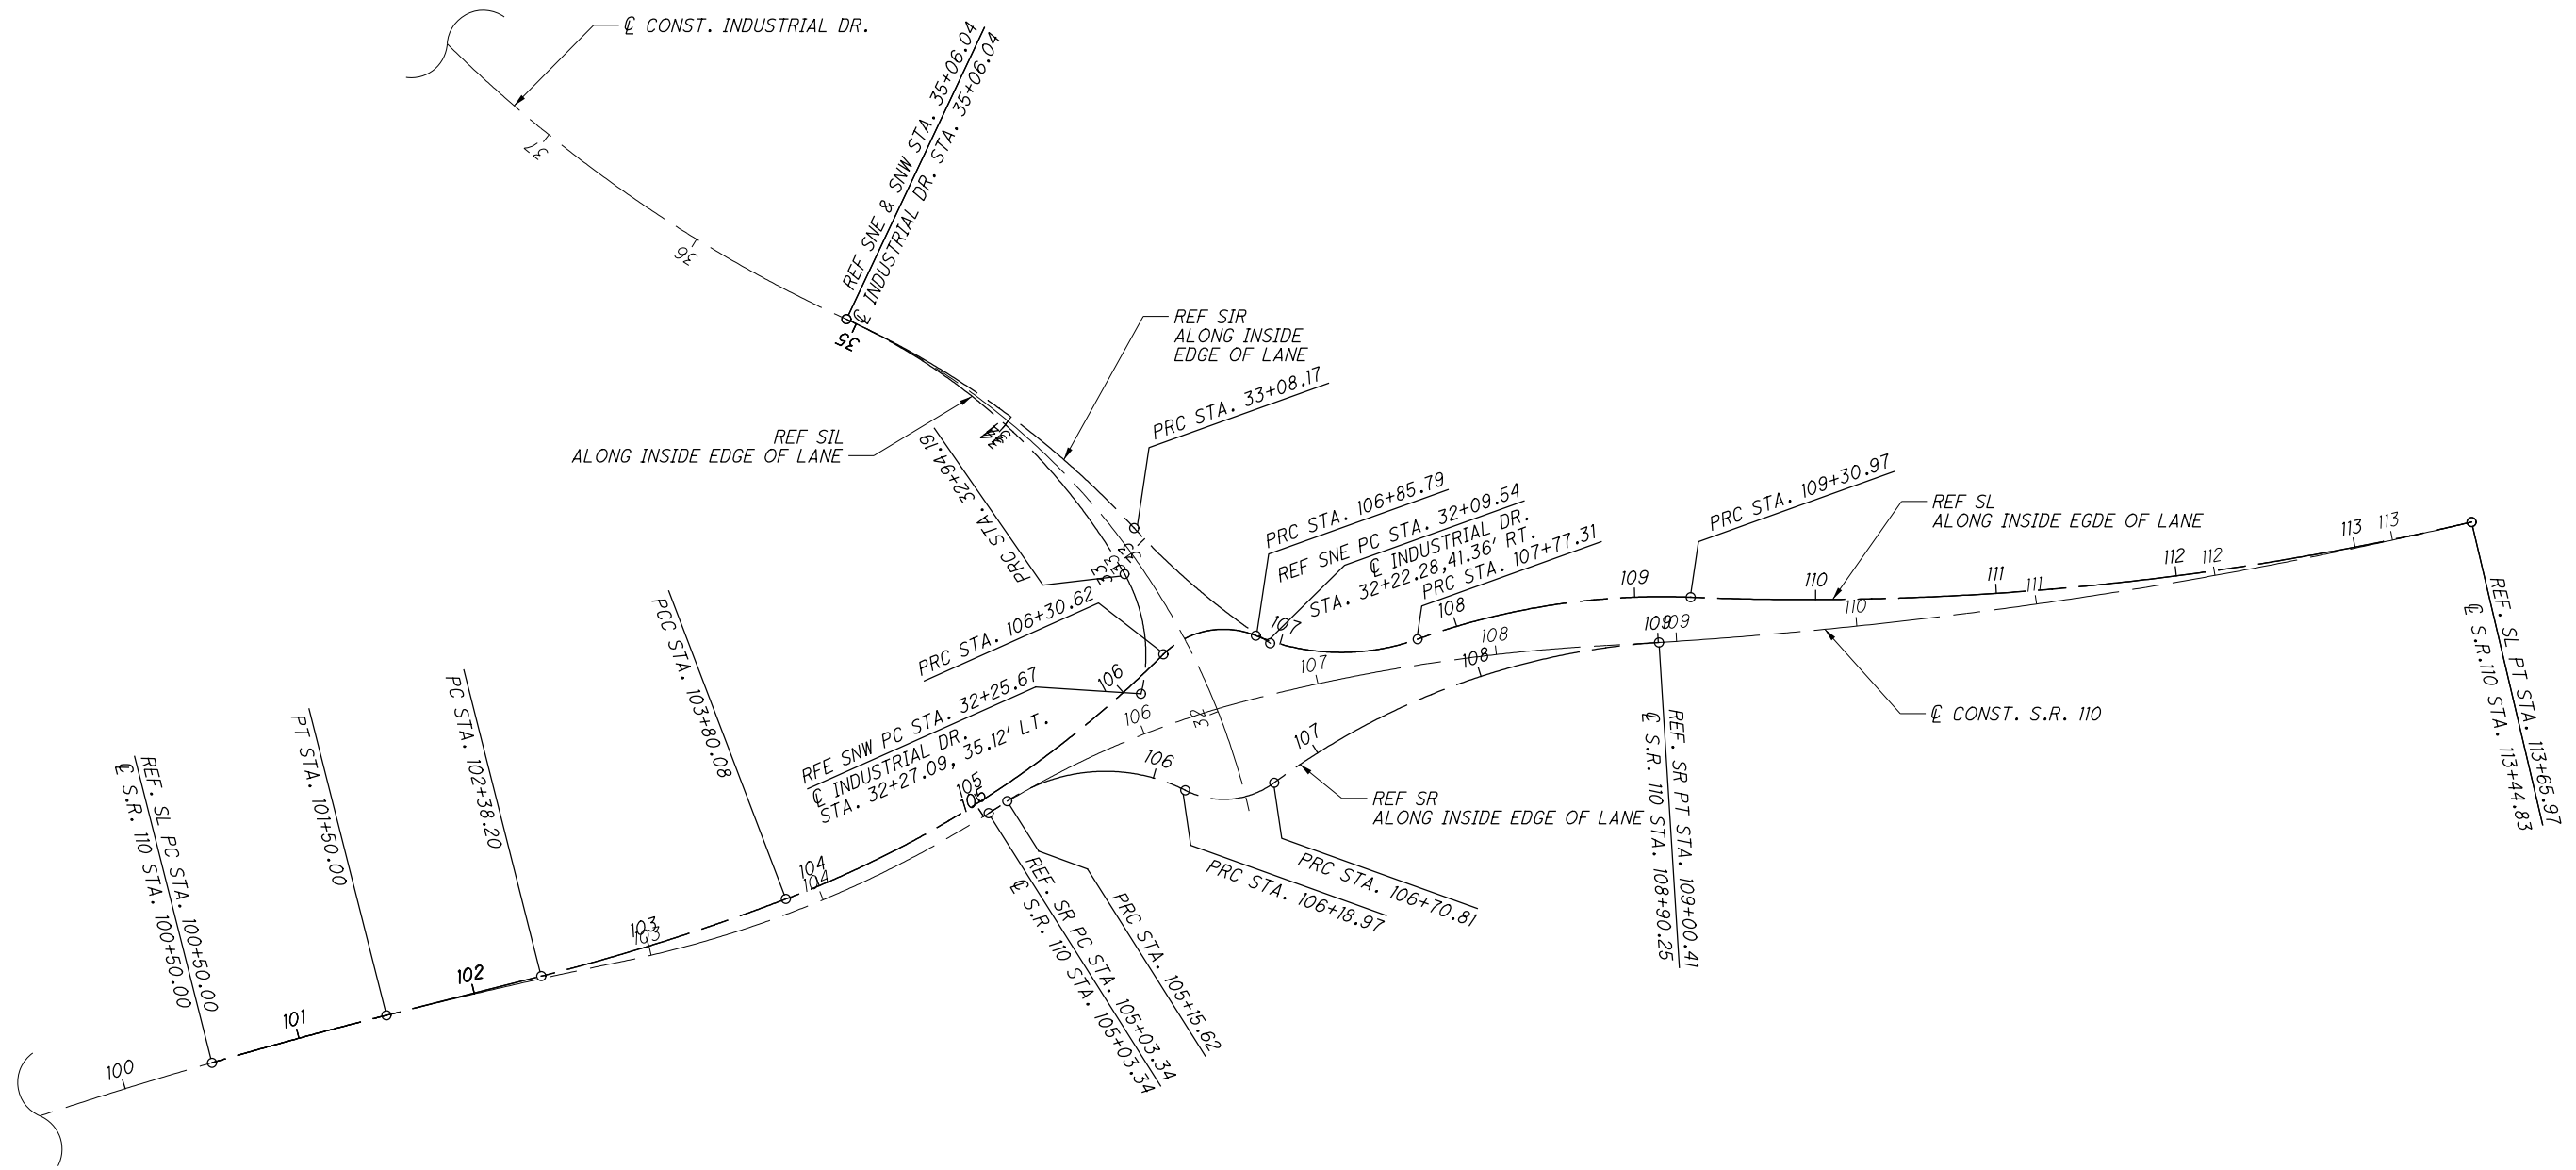 ℄ CONST. INDUSTRIAL DR.
37
36
35
REF SNE & SNW STA. 35+06.04
℄ INDUSTRIAL DR. STA. 35+06.04
REF SIR
ALONG INSIDE
EDGE OF LANE
PRC STA. 33+08.17
REF SIL
ALONG INSIDE EDGE OF LANE
34
PRC STA. 32+94.19
33
33
33
PRC STA. 106+85.79
REF SNE PC STA. 32+09.54
℄ INDUSTRIAL DR.
STA. 32+22.28,41.36' RT.
PRC STA. 107+77.31
PRC STA. 109+30.97
REF SL
ALONG INSIDE EGDE OF LANE
113
113
112
112
111
111
110
110
109
108
107
REF. SL PT STA. 113+65.97
℄ S.R.110 STA. 113+44.83
109
109
108
108
107
107
106
106
106
32
℄ CONST. S.R. 110
PRC STA. 106+30.62
RFE SNW PC STA. 32+25.67
℄ INDUSTRIAL DR.
STA. 32+27.09, 35.12' LT.
PCC STA. 103+80.08
PC STA. 102+38.20
PT STA. 101+50.00
REF. SL PC STA. 100+50.00
℄ S.R. 110 STA. 100+50.00
REF SR
ALONG INSIDE EDGE OF LANE
REF. SR PT STA. 109+00.41
℄ S.R. 110 STA. 108+90.25
PRC STA. 106+70.81
PRC STA. 106+18.97
PRC STA. 105+15.62
REF. SR PC STA. 105+03.34
℄ S.R. 110 STA. 105+03.34
105
105
104
104
103
103
102
101
100